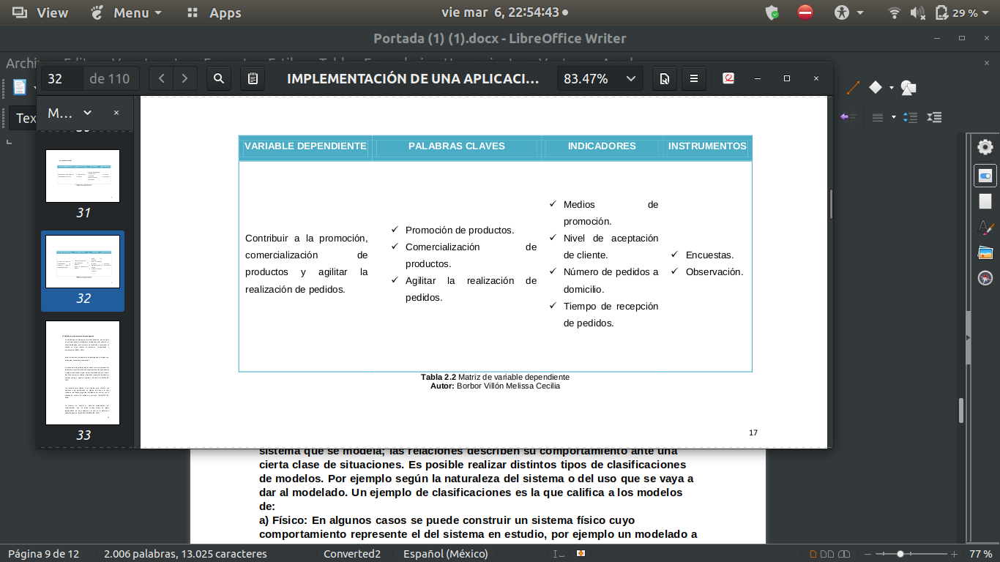 View Menu Apps vie mar 6, 22:54:43 29 %
Portada (1) (1).docx - LibreOffice Writer
32 de 110 IMPLEMENTACIÓN DE UNA APLICACI... 83.47%
Tex
M...
31
32
33
VARIABLE DEPENDIENTE PALABRAS CLAVES INDICADORES INSTRUMENTOS
Contribuir a la promoción,
comercialización de
productos y agilitar la
realización de pedidos.
✓ Promoción de productos.
✓ Comercialización de
productos.
✓ Agilitar la realización de
pedidos.
✓ Medios de
promoción.
✓ Nivel de aceptación
de cliente.
✓ Número de pedidos a
domicilio.
✓ Tiempo de recepción
de pedidos.
✓ Encuestas.
✓ Observación.
Tabla 2.2 Matriz de variable dependiente
Autor: Borbor Villón Melissa Cecilia
17
sistema que se modela; las relaciones describen su comportamiento ante una
cierta clase de situaciones. Es posible realizar distintos tipos de clasificaciones
de modelos. Por ejemplo según la naturaleza del sistema o del uso que se vaya a
dar al modelado. Un ejemplo de clasificaciones es la que califica a los modelos
de:
a) Físico: En algunos casos se puede construir un sistema físico cuyo
comportamiento represente el del sistema en estudio, por ejemplo un modelado a
Página 9 de 12 2.006 palabras, 13.025 caracteres Converted2 Español (México) 77 %